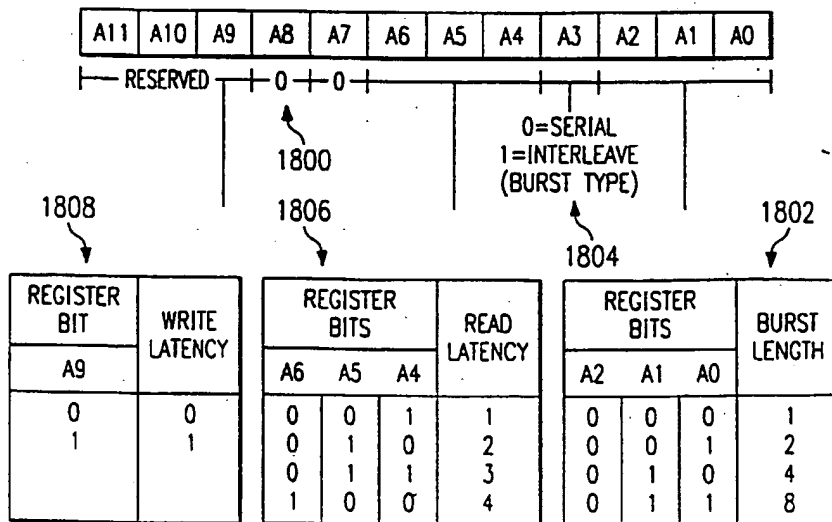 A11 A10 A9 A8 A7 A6 A5 A4 A3 A2 A1 A0
RESERVED 0 0
0=SERIAL
1=INTERLEAVE
(BURST TYPE)
1800
1808 1806 1804 1802
REGISTER BIT WRITE LATENCY
A9
0 0
1 1
REGISTER BITS READ LATENCY
A6 A5 A4
0 0 1 1
0 1 0 2
0 1 1 3
1 0 0 4
REGISTER BITS BURST LENGTH
A2 A1 A0
0 0 0 1
0 0 1 2
0 1 0 4
0 1 1 8